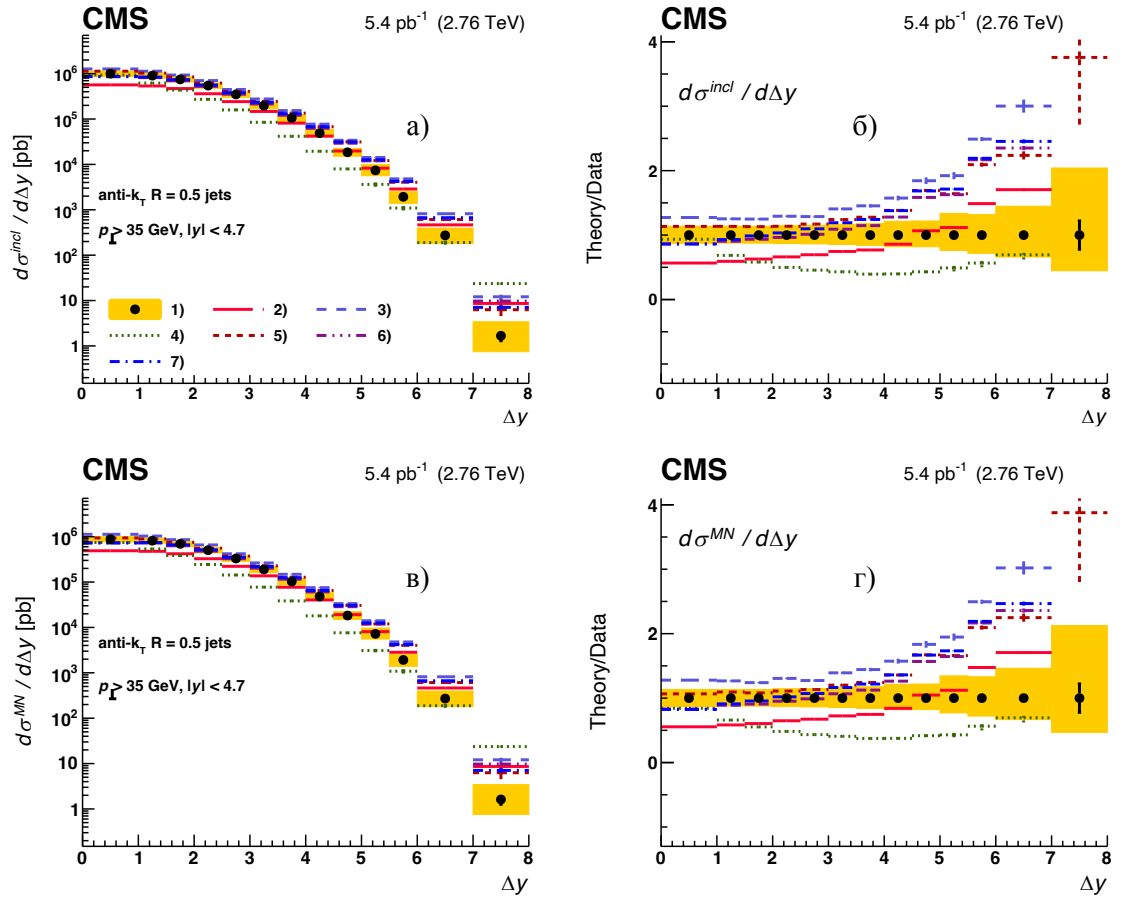 CMS 5.4 pb⁻¹ (2.76 TeV)
dσ^incl / dΔy [pb]
10⁶
10⁵
10⁴
10³
10²
10
1
а)
anti-k_T R = 0.5 jets
p_T > 35 GeV, |y| < 4.7
1) 2) 3)
4) 5) 6)
7)
0 1 2 3 4 5 6 7 8
Δy
CMS 5.4 pb⁻¹ (2.76 TeV)
Theory/Data
4
2
0
dσ^incl / dΔy
б)
0 1 2 3 4 5 6 7 8
Δy
CMS 5.4 pb⁻¹ (2.76 TeV)
dσ^MN / dΔy [pb]
10⁶
10⁵
10⁴
10³
10²
10
1
в)
anti-k_T R = 0.5 jets
p_T > 35 GeV, |y| < 4.7
0 1 2 3 4 5 6 7 8
Δy
CMS 5.4 pb⁻¹ (2.76 TeV)
Theory/Data
4
2
0
dσ^MN / dΔy
г)
0 1 2 3 4 5 6 7 8
Δy